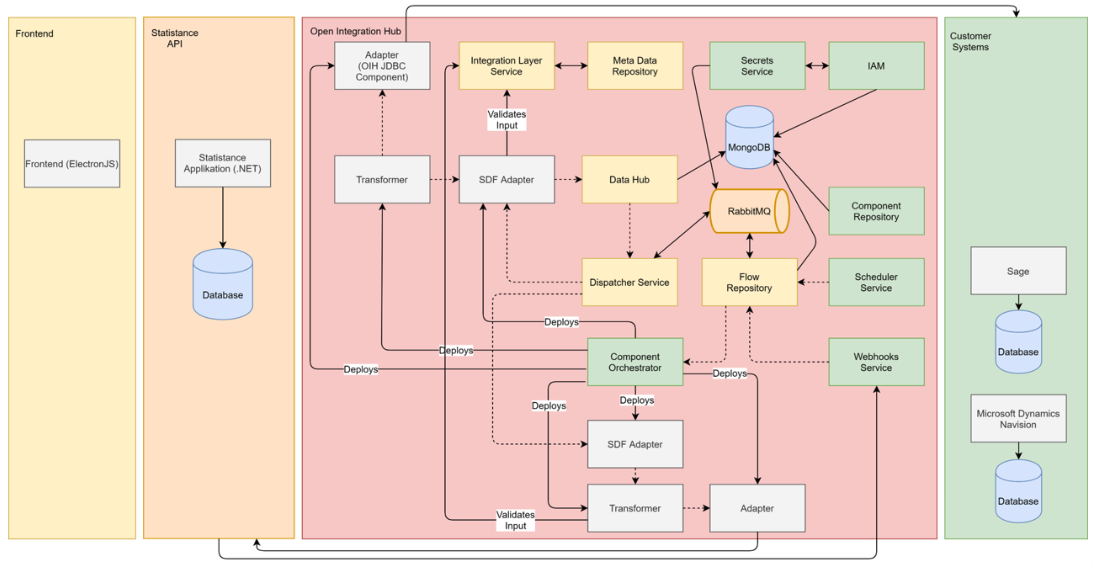 Frontend
Statistance
API
Open Integration Hub
Customer
Systems
Adapter
(OIH JDBC
Component)
Integration Layer
Service
Meta Data
Repository
Secrets
Service
IAM
Validates
Input
MongoDB
Frontend (ElectronJS)
Statistance
Applikation (.NET)
Transformer
SDF Adapter
Data Hub
RabbitMQ
Component
Repository
Database
Dispatcher Service
Flow
Repository
Scheduler
Service
Sage
Deploys
Deploys
Deploys
Component
Orchestrator
Deploys
Webhooks
Service
Database
Deploys
Deploys
Microsoft Dynamics
Navision
SDF Adapter
Database
Validates
Input
Transformer
Adapter